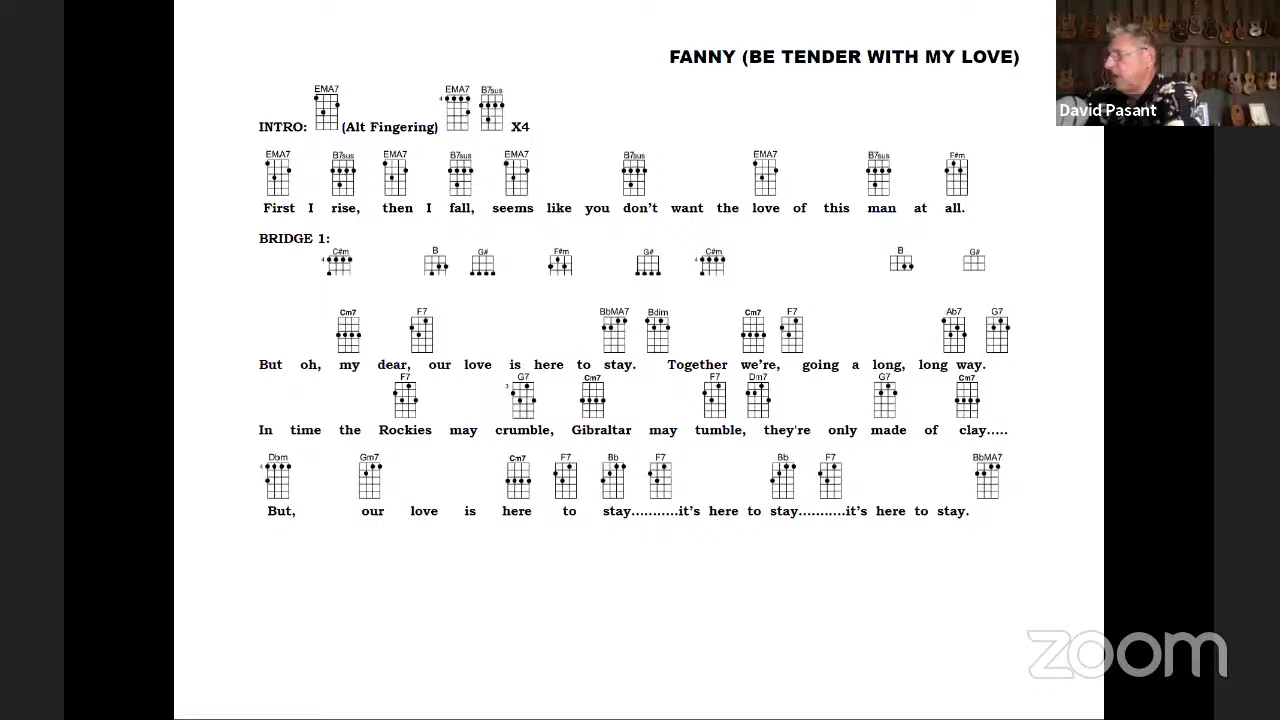 FANNY (BE TENDER WITH MY LOVE)
David Pasant
EMA7 EMA7 B7sus
4
INTRO: (Alt Fingering) X4
EMA7 B7sus EMA7 B7sus EMA7 B7sus EMA7 B7sus F#m
First I rise, then I fall, seems like you don't want the love of this man at all.
BRIDGE 1:
C#m B G# F#m G# C#m B G#
4 4
Cm7 F7 BbMA7 Bdim Cm7 F7 Ab7 G7
But oh, my dear, our love is here to stay. Together we're, going a long, long way.
F7 G7 Cm7 F7 Dm7 G7 Cm7
3
In time the Rockies may crumble, Gibraltar may tumble, they're only made of clay.....
Dbm Gm7 Cm7 F7 Bb F7 Bb F7 BbMA7
4
But, our love is here to stay...........it's here to stay...........it's here to stay.
zoom